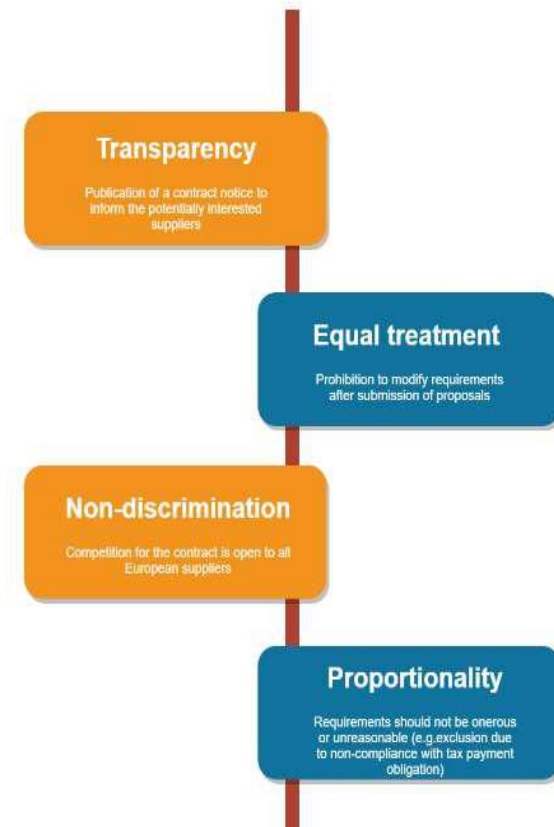 Transparency
Publication of a contract notice to
inform the potentially interested
suppliers
Equal treatment
Prohibition to modify requirements
after submission of proposals
Non-discrimination
Competition for the contract is open to all
European suppliers
Proportionality
Requirements should not be onerous
or unreasonable (e.g.exclusion due
to non-compliance with tax payment
obligation)